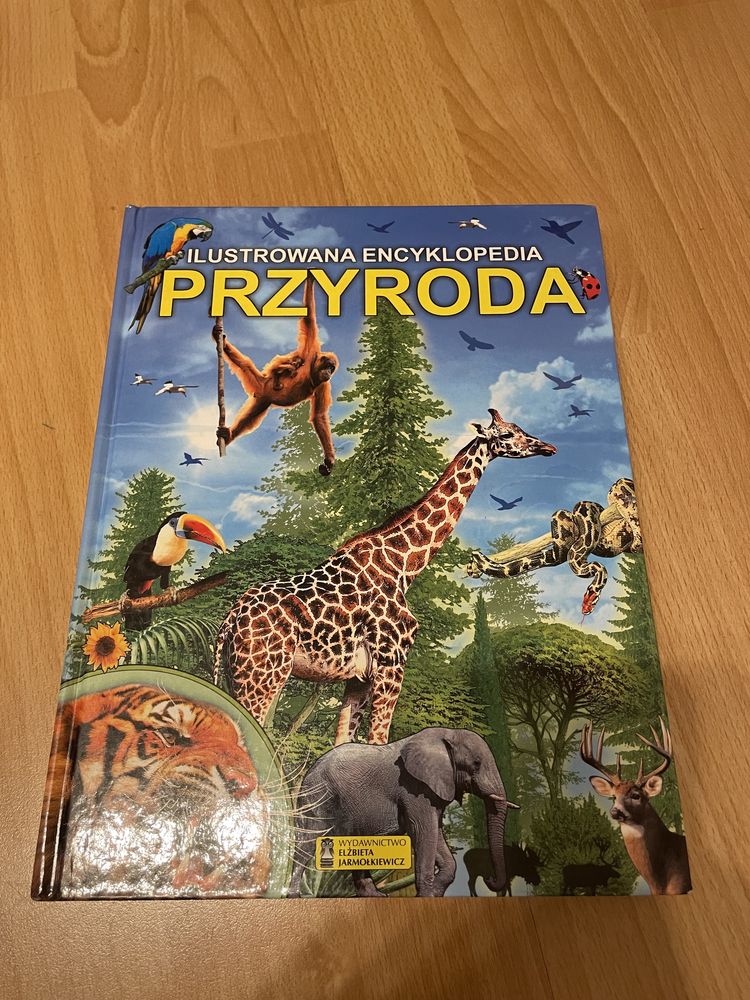 ILUSTROWANA ENCYKLOPEDIA
PRZYRODA
WYDAWNICTWO
ELŻBIETA
JARMOŁKIEWICZ